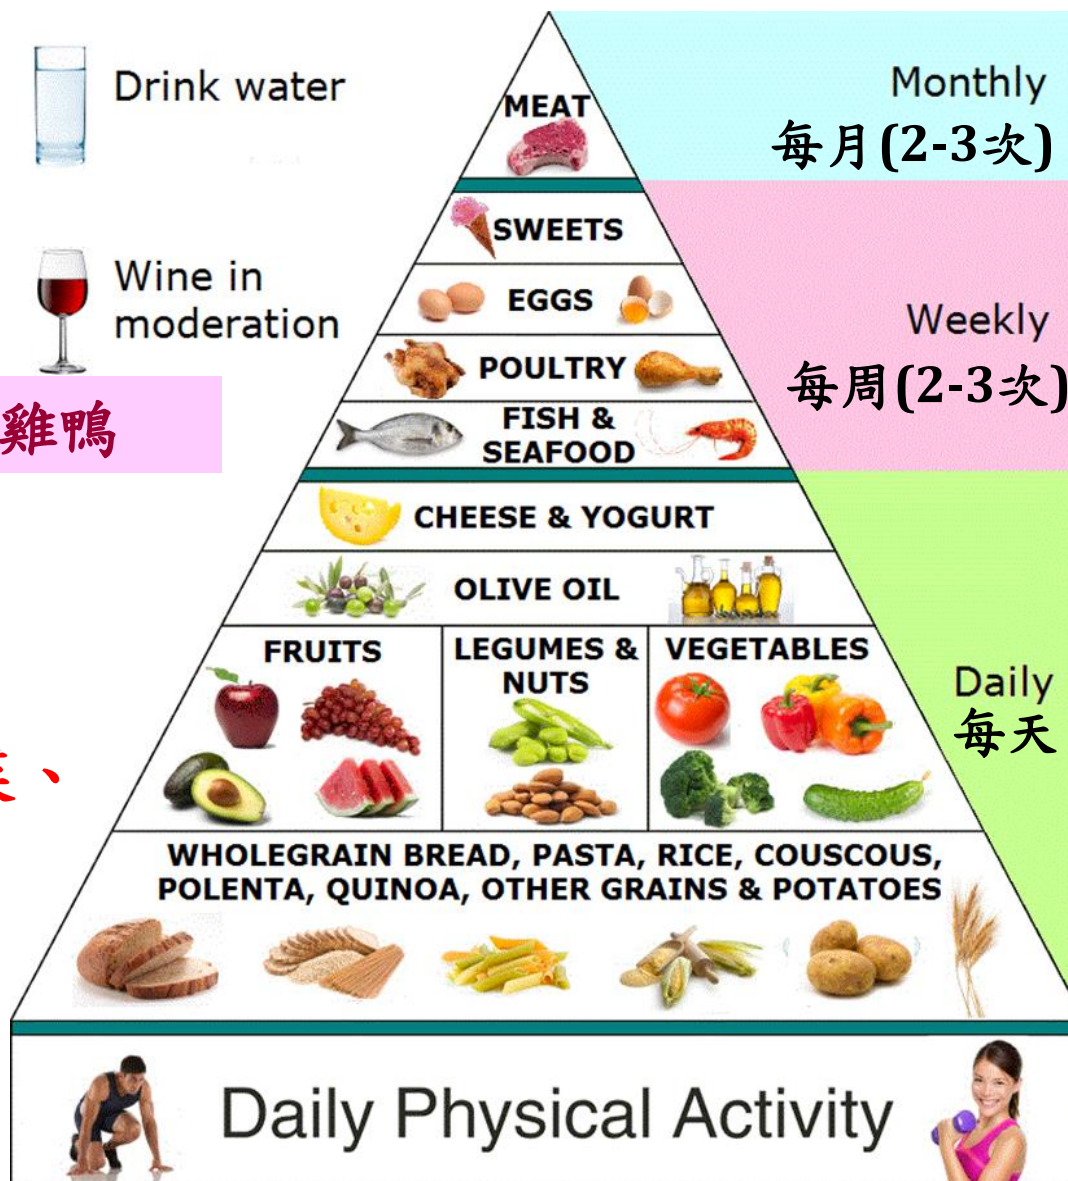 Drink water
Wine in
moderation
雞鴨
、
MEAT
SWEETS
EGGS
POULTRY
FISH &
SEAFOOD
CHEESE & YOGURT
OLIVE OIL
FRUITS
LEGUMES &
NUTS
VEGETABLES
WHOLEGRAIN BREAD, PASTA, RICE, COUSCOUS,
POLENTA, QUINOA, OTHER GRAINS & POTATOES
Daily Physical Activity
Monthly
每月(2-3次)
Weekly
每周(2-3次)
Daily
每天